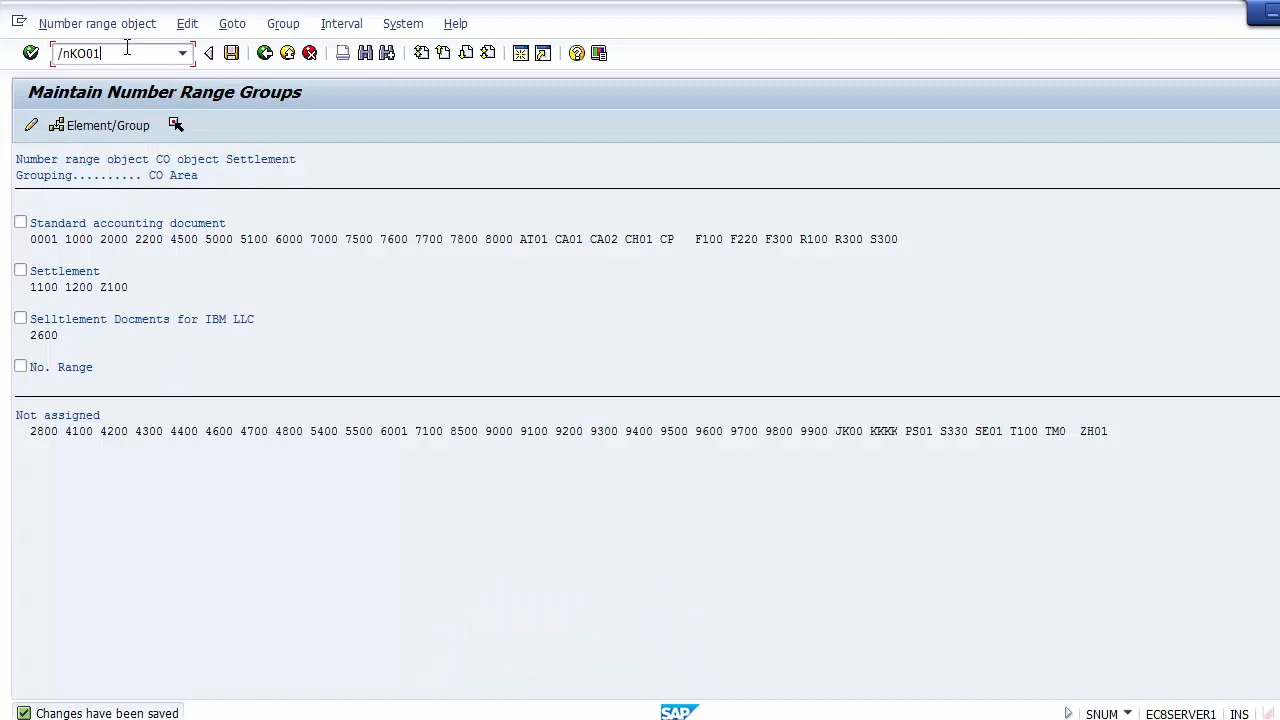 Number range object Edit Goto Group Interval System Help
/nKO01
Maintain Number Range Groups
Element/Group
Number range object CO object Settlement
Grouping.......... CO Area
Standard accounting document
0001 1000 2000 2200 4500 5000 5100 6000 7000 7500 7600 7700 7800 8000 AT01 CA01 CA02 CH01 CP F100 F220 F300 R100 R300 S300
Settlement
1100 1200 Z100
Selltlement Docments for IBM LLC
2600
No. Range
Not assigned
2800 4100 4200 4300 4400 4600 4700 4800 5400 5500 6001 7100 8500 9000 9100 9200 9300 9400 9500 9600 9700 9800 9900 JK00 KKKK PS01 S330 SE01 T100 TM0 ZH01
Changes have been saved
SAP
SNUM EC8SERVER1 INS